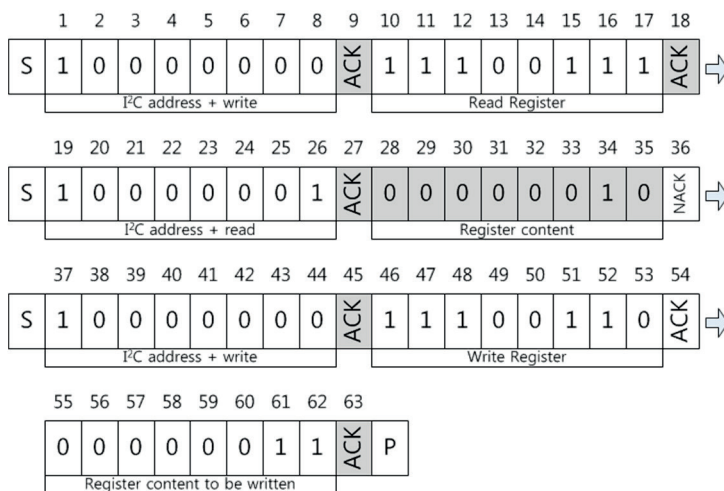 1 2 3 4 5 6 7 8 9 10 11 12 13 14 15 16 17 18
S 1 0 0 0 0 0 0 0 ACK 1 1 1 0 0 1 1 1 ACK
I²C address + write Read Register
19 20 21 22 23 24 25 26 27 28 29 30 31 32 33 34 35 36
S 1 0 0 0 0 0 0 1 ACK 0 0 0 0 0 0 1 0 NACK
I²C address + read Register content
37 38 39 40 41 42 43 44 45 46 47 48 49 50 51 52 53 54
S 1 0 0 0 0 0 0 0 ACK 1 1 1 0 0 1 1 0 ACK
I²C address + write Write Register
55 56 57 58 59 60 61 62 63
0 0 0 0 0 0 1 1 ACK P
Register content to be written